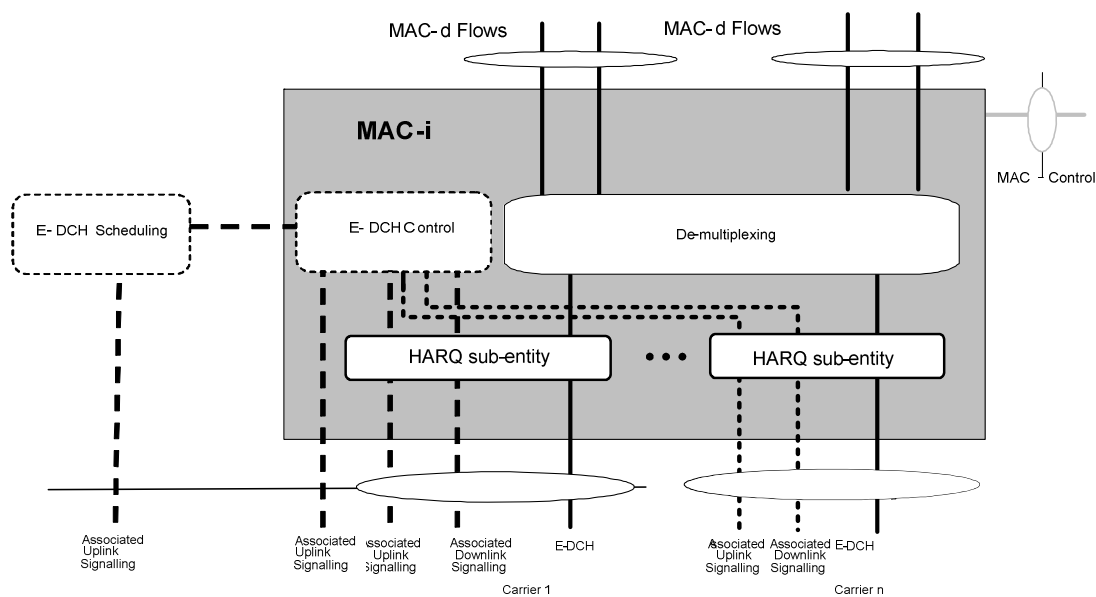 MAC-d Flows
MAC-d Flows
MAC-i
MAC - Control
E- DCH Scheduling
E- DCH Control
De-multiplexing
HARQ sub-entity
HARQ sub-entity
Associated
Uplink
Signalling
Associated
Uplink
Signalling
Associated
Uplink
Signalling
Associated
Downlink
Signalling
E-DCH
Associated
Uplink
Signalling
Associated
Downlink
Signalling
E-DCH
Carrier 1
Carrier n